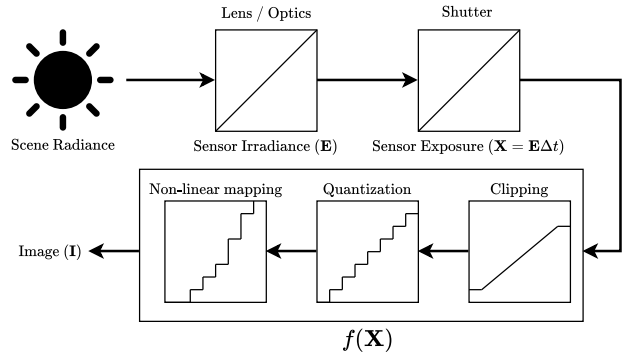 Lens / Optics
Shutter
Scene Radiance
Sensor Irradiance (E)
Sensor Exposure (X = EΔt)
Non-linear mapping
Quantization
Clipping
Image (I)
f(X)